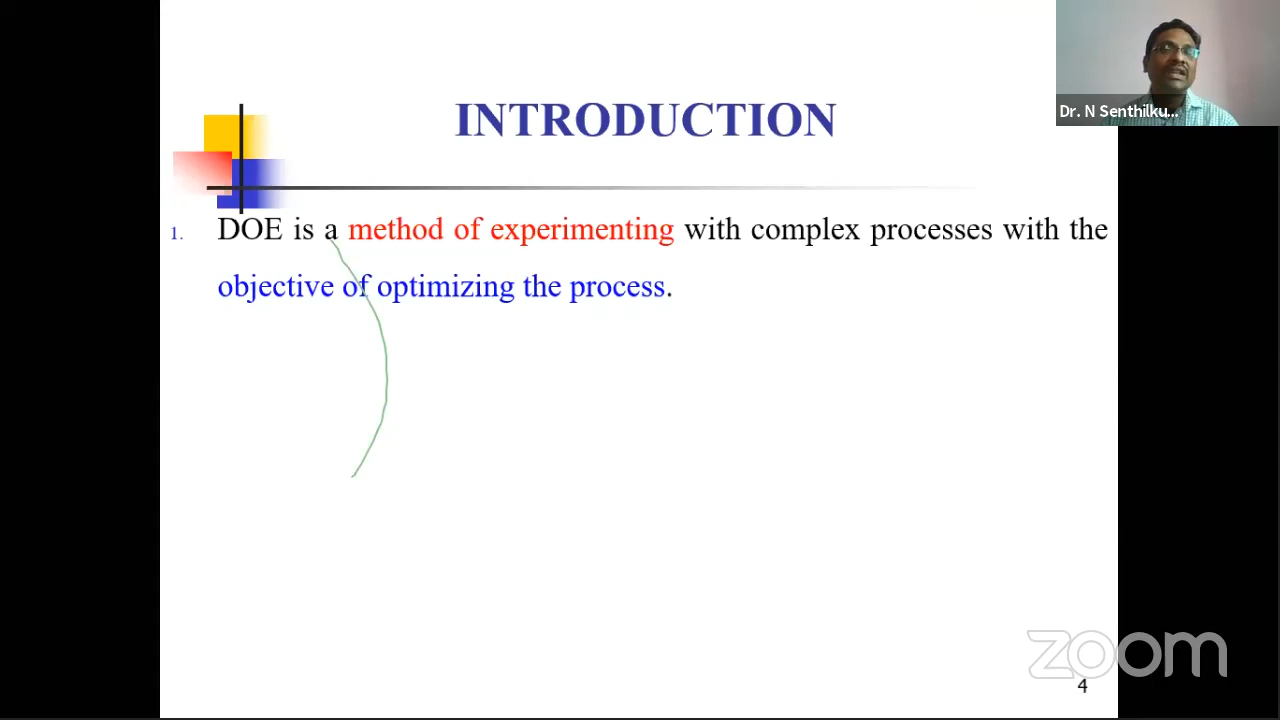 INTRODUCTION
Dr. N Senthilku...
1. DOE is a method of experimenting with complex processes with the
objective of optimizing the process.
zoom
4